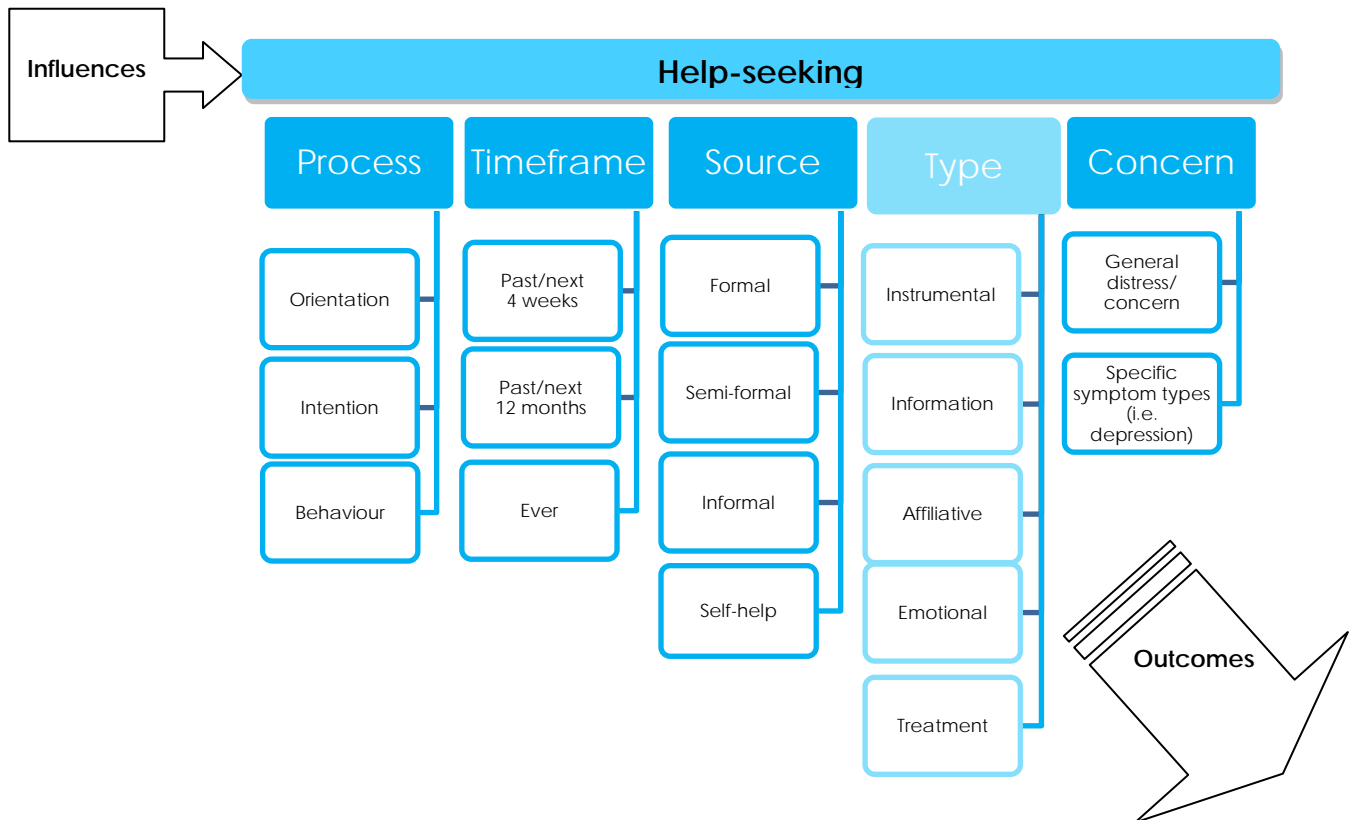 Influences
Help-seeking
Process
Timeframe
Source
Type
Concern
Orientation
Intention
Behaviour
Past/next
4 weeks
Past/next
12 months
Ever
Formal
Semi-formal
Informal
Self-help
Instrumental
Information
Affiliative
Emotional
Treatment
General
distress/
concern
Specific
symptom types
(i.e.
depression)
Outcomes